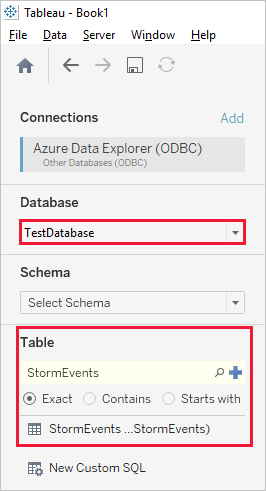 Tableau - Book1
File Data Server Window Help
Connections Add
Azure Data Explorer (ODBC)
Other Databases (ODBC)
Database
TestDatabase
Schema
Select Schema
Table
StormEvents
Exact Contains Starts with
StormEvents ...StormEvents)
New Custom SQL